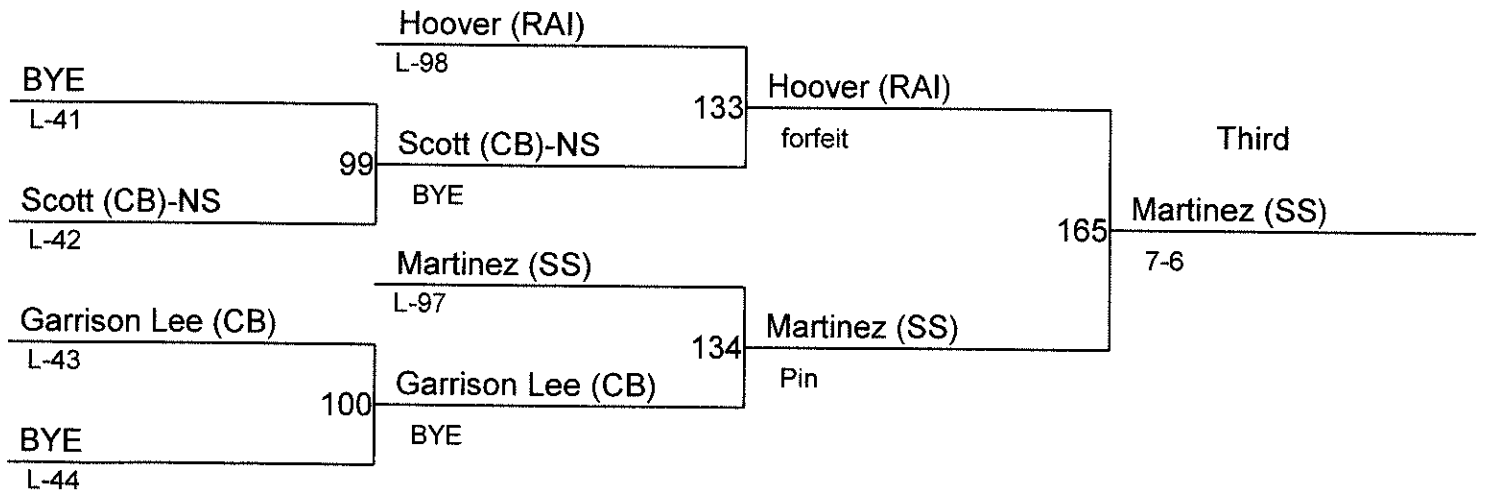 Hoover (RAI)
L-98
BYE
L-41
133
Hoover (RAI)
forfeit
Third
99
Scott (CB)-NS
BYE
Scott (CB)-NS
L-42
165
Martinez (SS)
7-6
Martinez (SS)
L-97
Garrison Lee (CB)
L-43
134
Martinez (SS)
Pin
100
Garrison Lee (CB)
BYE
BYE
L-44